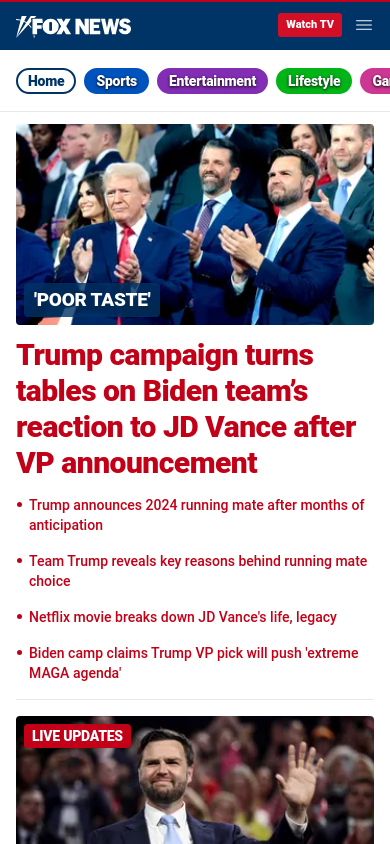 FOX NEWS
Watch TV
Home
Sports
Entertainment
Lifestyle
'POOR TASTE'
Trump campaign turns
tables on Biden team’s
reaction to JD Vance after
VP announcement
Trump announces 2024 running mate after months of
anticipation
Team Trump reveals key reasons behind running mate
choice
Netflix movie breaks down JD Vance's life, legacy
Biden camp claims Trump VP pick will push 'extreme
MAGA agenda'
LIVE UPDATES